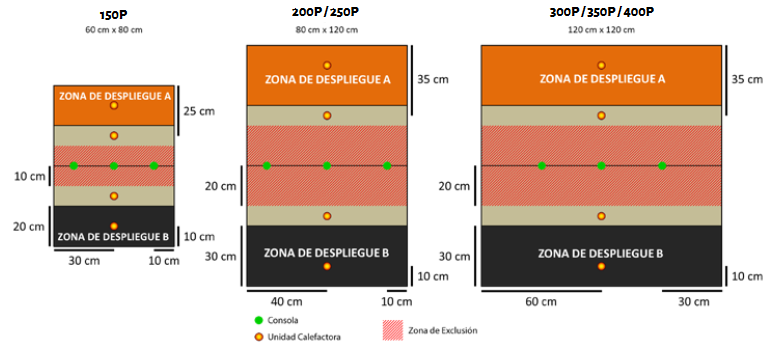 150P
60 cm x 80 cm
ZONA DE DESPLIEGUE A
25 cm
10 cm
20 cm
ZONA DE DESPLIEGUE B
10 cm
30 cm
10 cm
200P/250P
80 cm x 120 cm
ZONA DE DESPLIEGUE A
35 cm
20 cm
30 cm
ZONA DE DESPLIEGUE B
10 cm
40 cm
10 cm
300P/350P/400P
120 cm x 120 cm
ZONA DE DESPLIEGUE A
35 cm
20 cm
30 cm
ZONA DE DESPLIEGUE B
10 cm
60 cm
30 cm
Consola
Unidad Calefactora
Zona de Exclusión